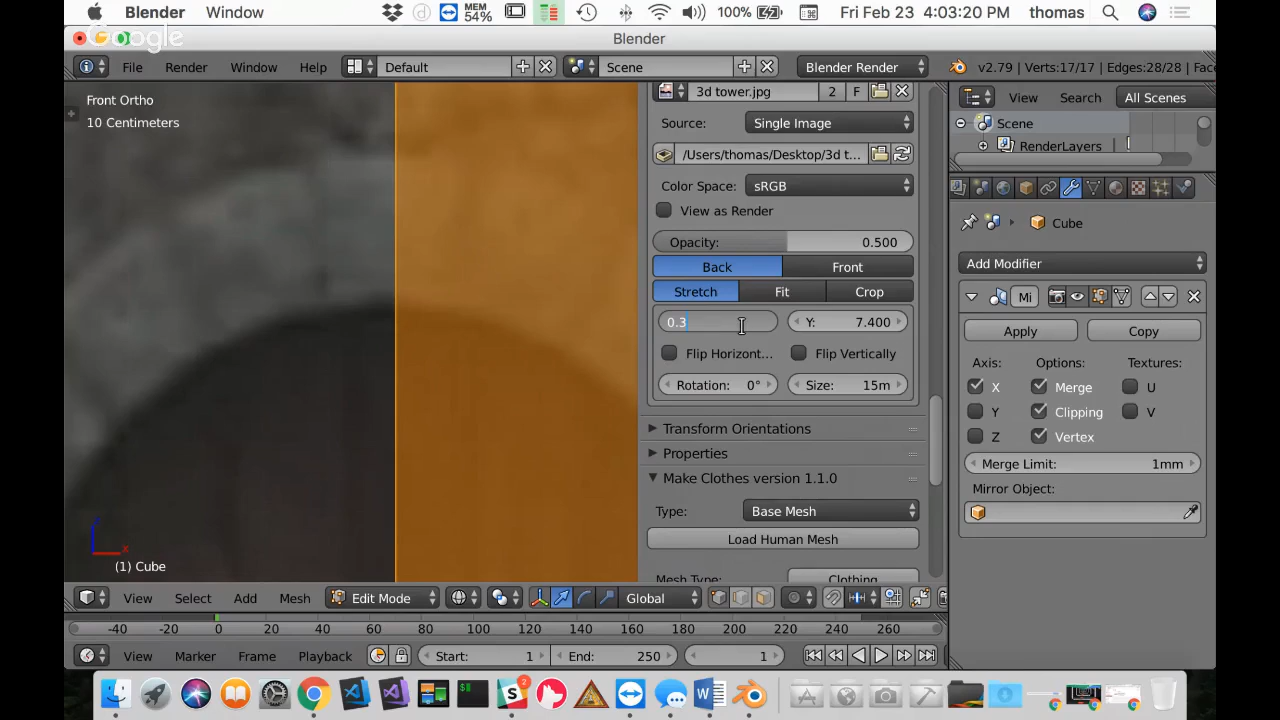 Blender Window MEM 54% 100% Fri Feb 23 4:03:20 PM thomas
Google
Blender
File Render Window Help Default Scene Blender Render v2.79 | Verts:17/17 | Edges:28/28 | Face
Front Ortho
10 Centimeters
3d tower.jpg 2 F
View Search All Scenes
Source: Single Image
Scene
RenderLayers
/Users/thomas/Desktop/3d t...
Color Space: sRGB
View as Render
Cube
Opacity: 0.500
Back Front
Add Modifier
Stretch Fit Crop
Mi
0.3 Y: 7.400
Apply Copy
Flip Horizont... Flip Vertically
Axis: Options: Textures:
Rotation: 0° Size: 15m
X Merge U
Y Clipping V
Z Vertex
Transform Orientations
Properties
Merge Limit: 1mm
Make Clothes version 1.1.0
Mirror Object:
Type: Base Mesh
Load Human Mesh
z
x
(1) Cube
Mesh Type: Clothing
View Select Add Mesh Edit Mode Global
-40 -20 0 20 40 60 80 100 120 140 160 180 200 220 240 260
View Marker Frame Playback Start: 1 End: 250 1
2